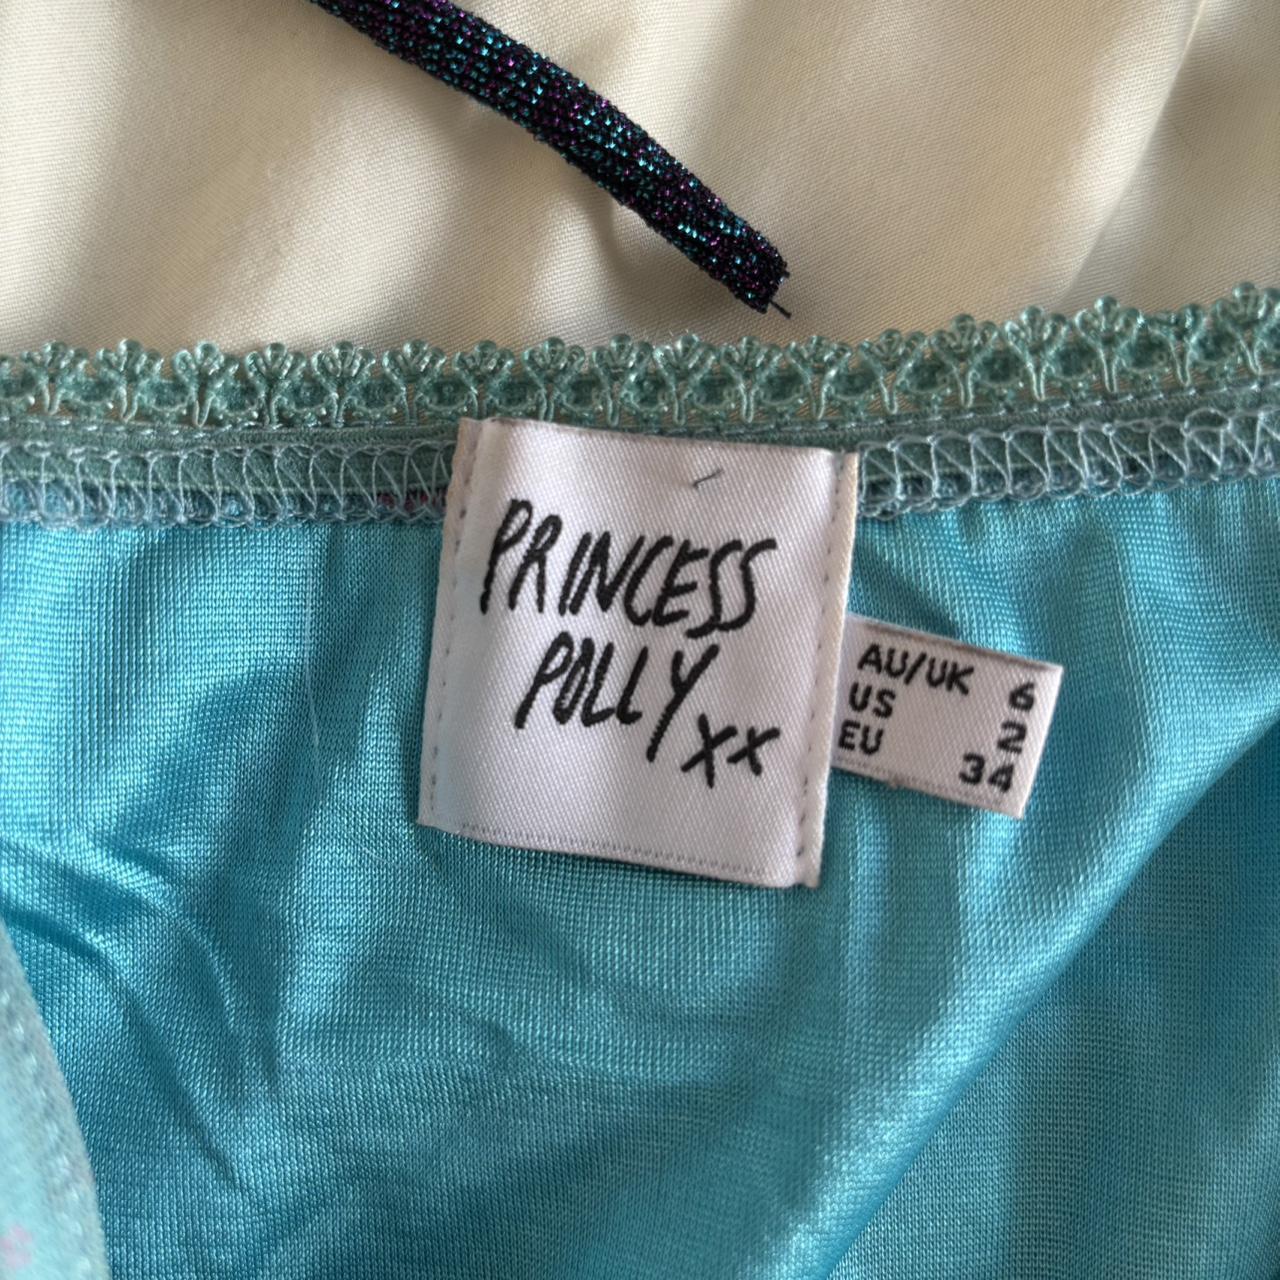 PRINCESS
POLLY xx
AU/UK 6
US 2
EU 34